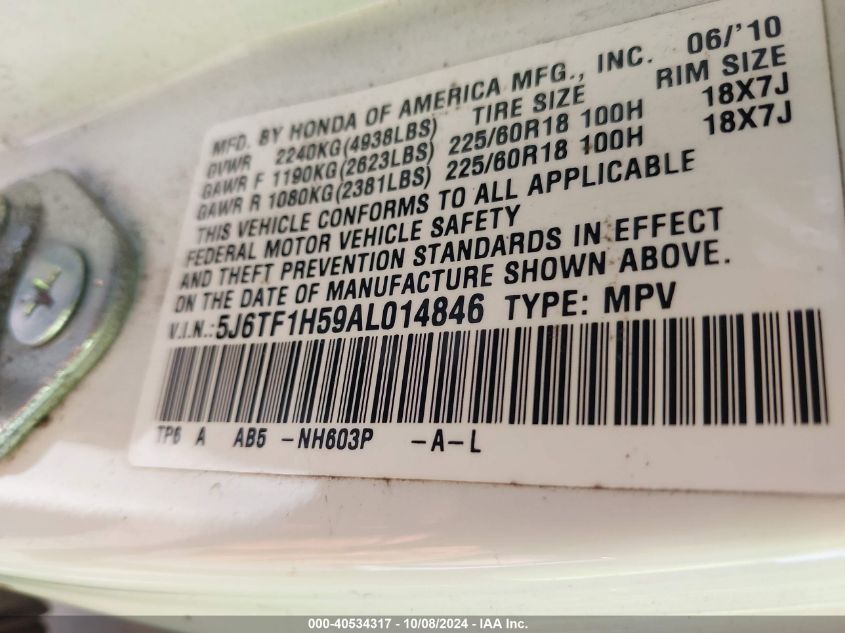 MFD. BY HONDA OF AMERICA MFG., INC. 06/'10
GVWR 2240KG(4938LBS) TIRE SIZE RIM SIZE
GAWR F 1190KG(2623LBS) 225/60R18 100H 18X7J
GAWR R 1080KG(2381LBS) 225/60R18 100H 18X7J
THIS VEHICLE CONFORMS TO ALL APPLICABLE
FEDERAL MOTOR VEHICLE SAFETY
AND THEFT PREVENTION STANDARDS IN EFFECT
ON THE DATE OF MANUFACTURE SHOWN ABOVE.
V.I.N.:5J6TF1H59AL014846 TYPE: MPV
TP6 A AB5 -NH603P -A-L
000-40534317 - 10/08/2024 - IAA Inc.